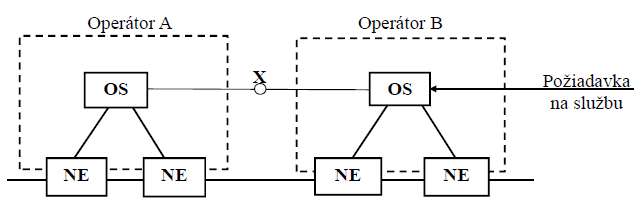 Operátor A
Operátor B
X
OS
OS
Požiadavka
na službu
NE
NE
NE
NE